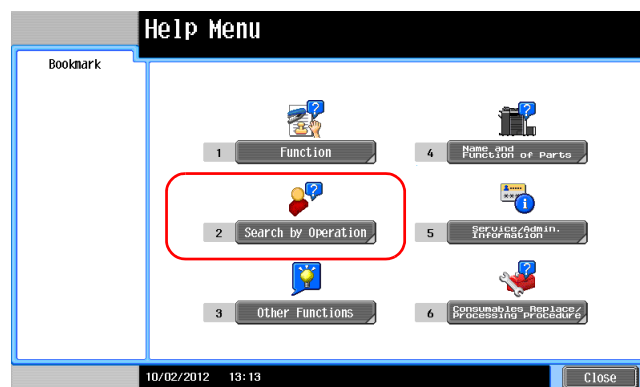 Help Menu
Bookmark
1 Function
4 Name and
Function of Parts
2 Search by Operation
5 Service/Admin.
Information
3 Other Functions
6 Consumables Replace/
Processing Procedure
10/02/2012 13:13
Close